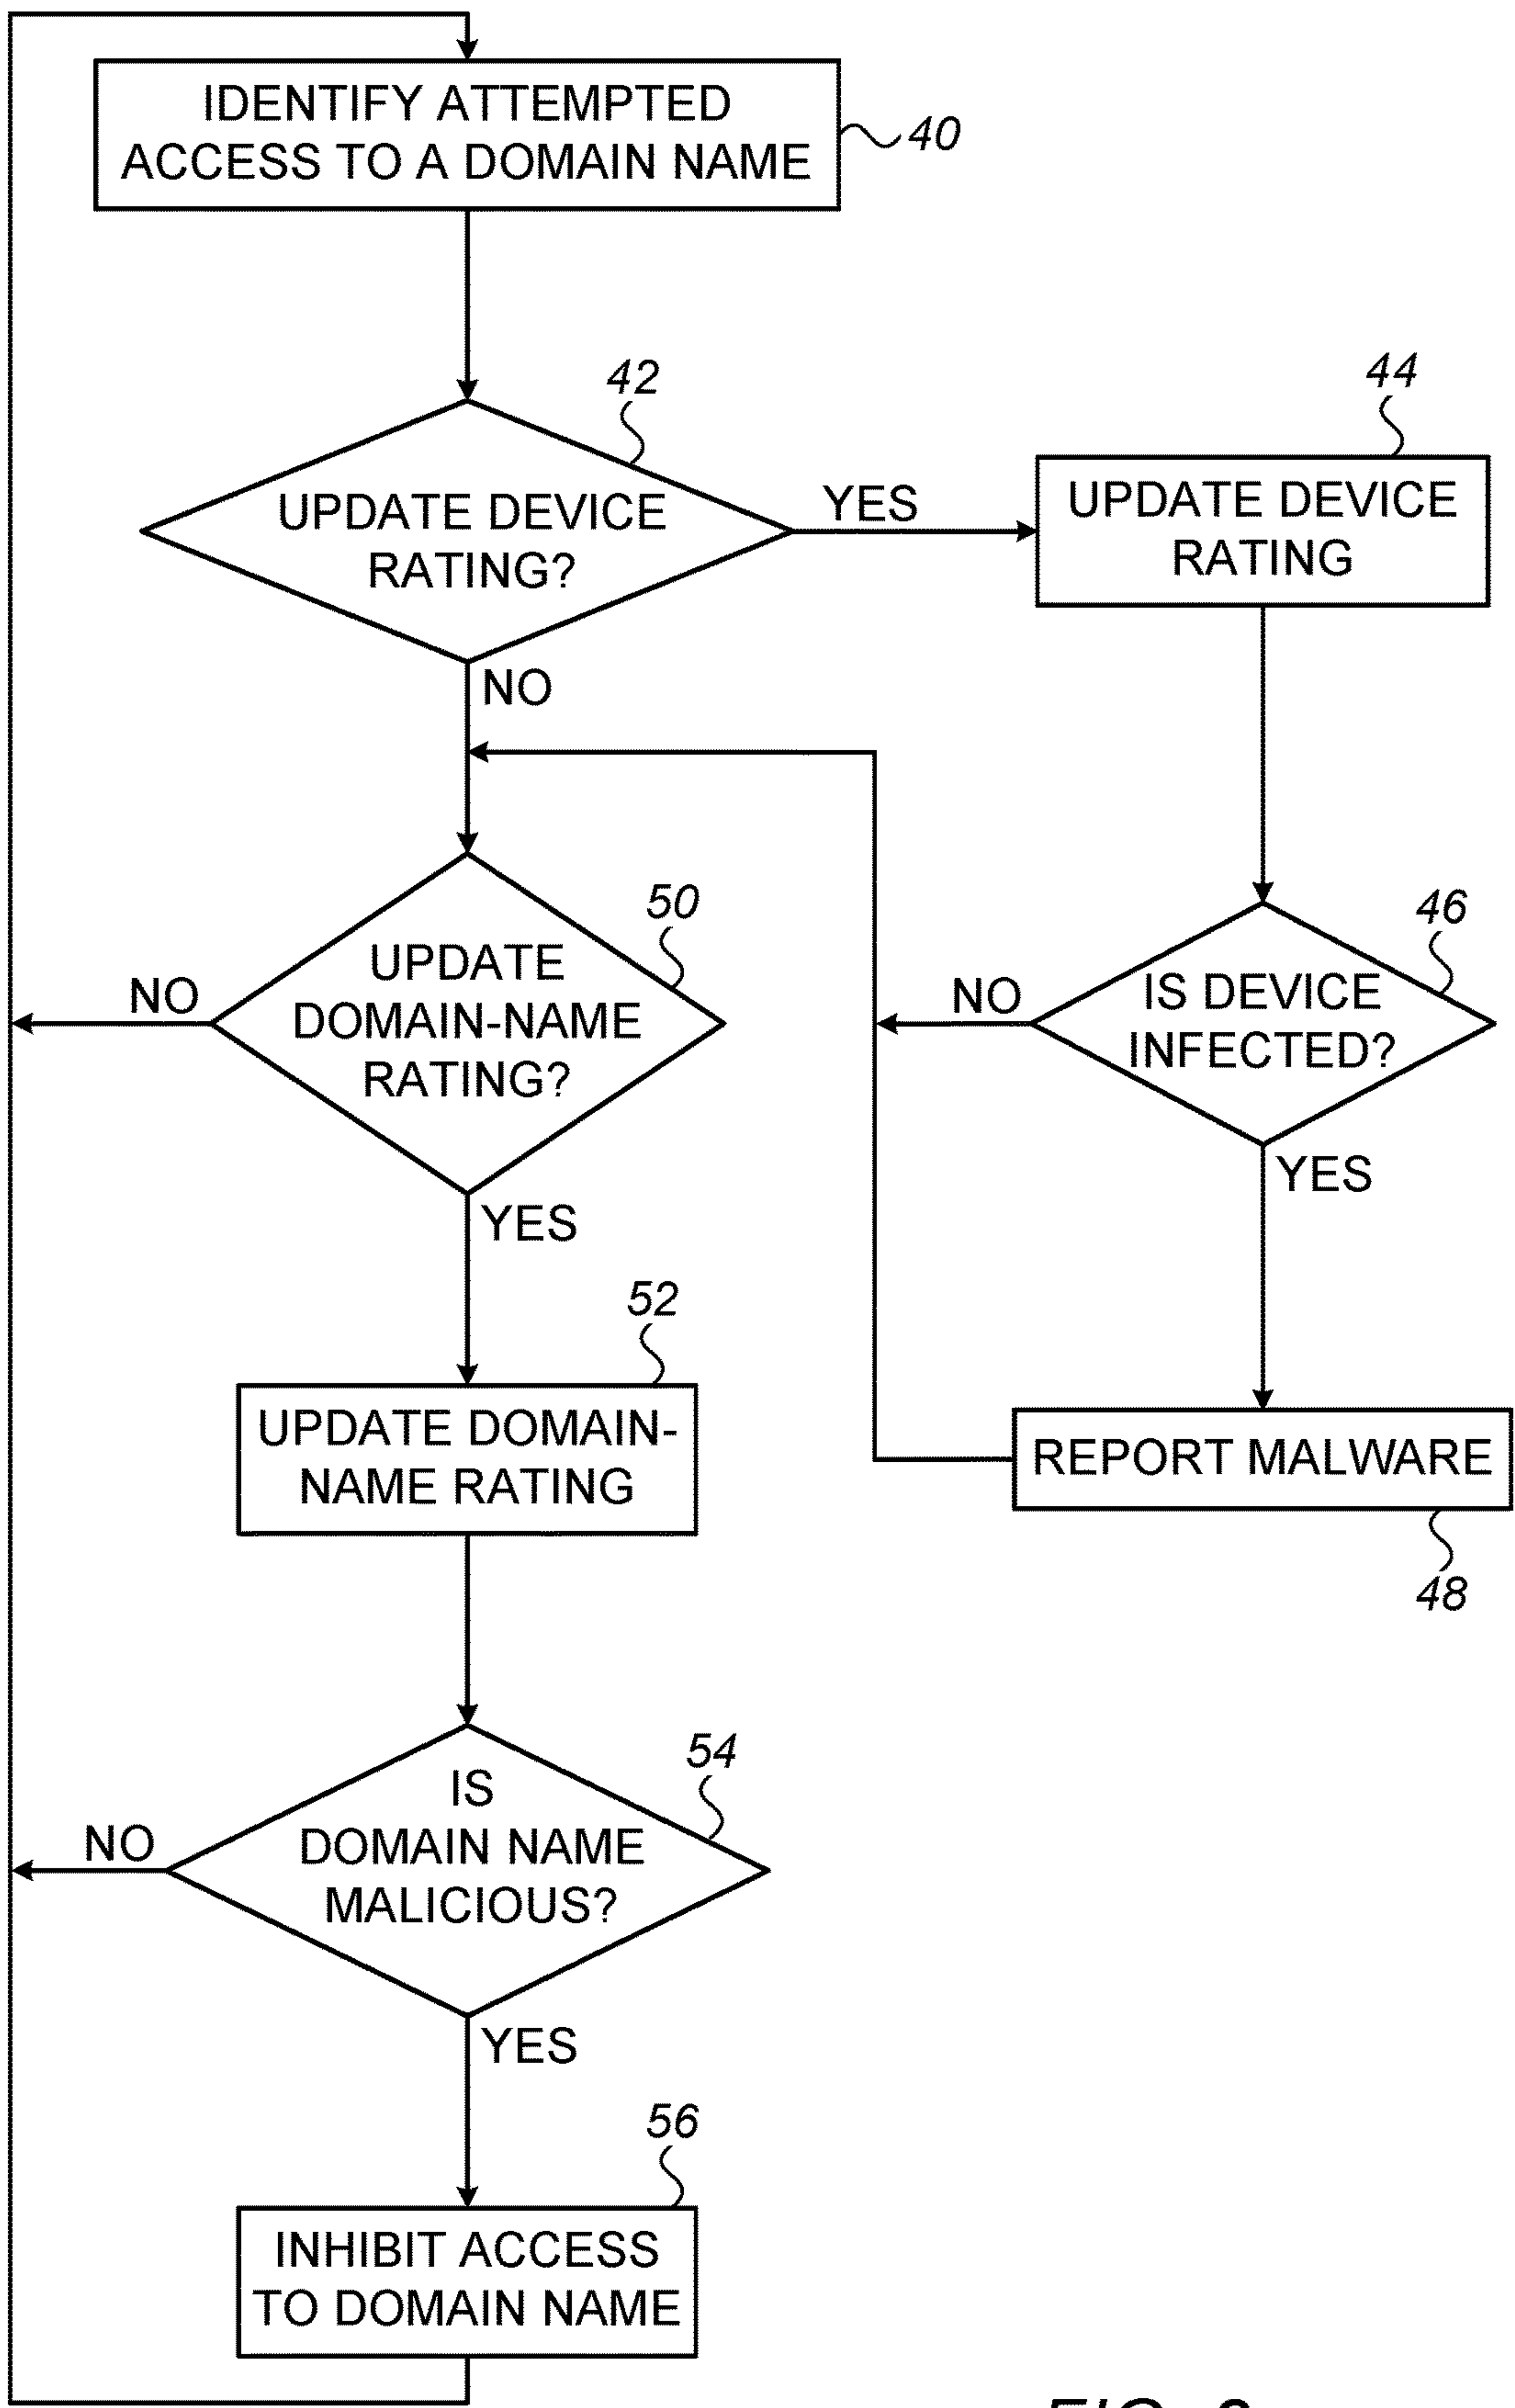 IDENTIFY ATTEMPTED
ACCESS TO A DOMAIN NAME
40
42
UPDATE DEVICE
RATING?
YES
NO
44
UPDATE DEVICE
RATING
46
IS DEVICE
INFECTED?
NO
YES
REPORT MALWARE
48
50
UPDATE
DOMAIN-NAME
RATING?
NO
YES
52
UPDATE DOMAIN-
NAME RATING
54
IS
DOMAIN NAME
MALICIOUS?
NO
YES
56
INHIBIT ACCESS
TO DOMAIN NAME